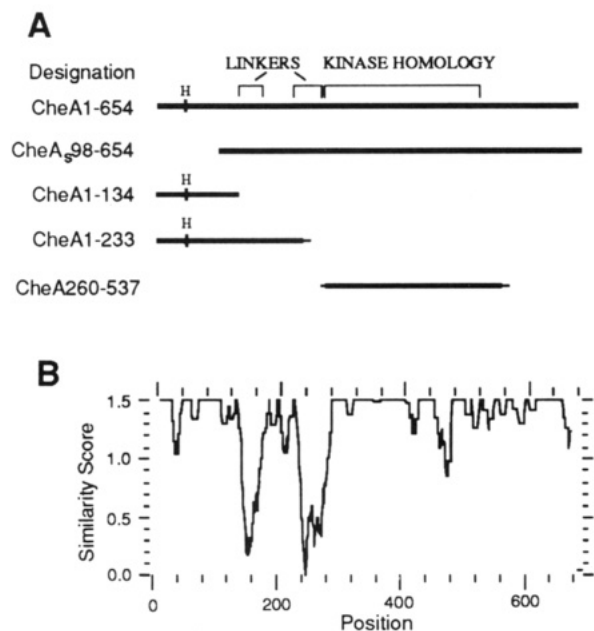 A
Designation
LINKERS KINASE HOMOLOGY
H
CheA1-654
CheAs98-654
H
CheA1-134
H
CheA1-233
CheA260-537
B
Similarity Score
1.5
1.0
0.5
0.0
0 200 400 600
Position